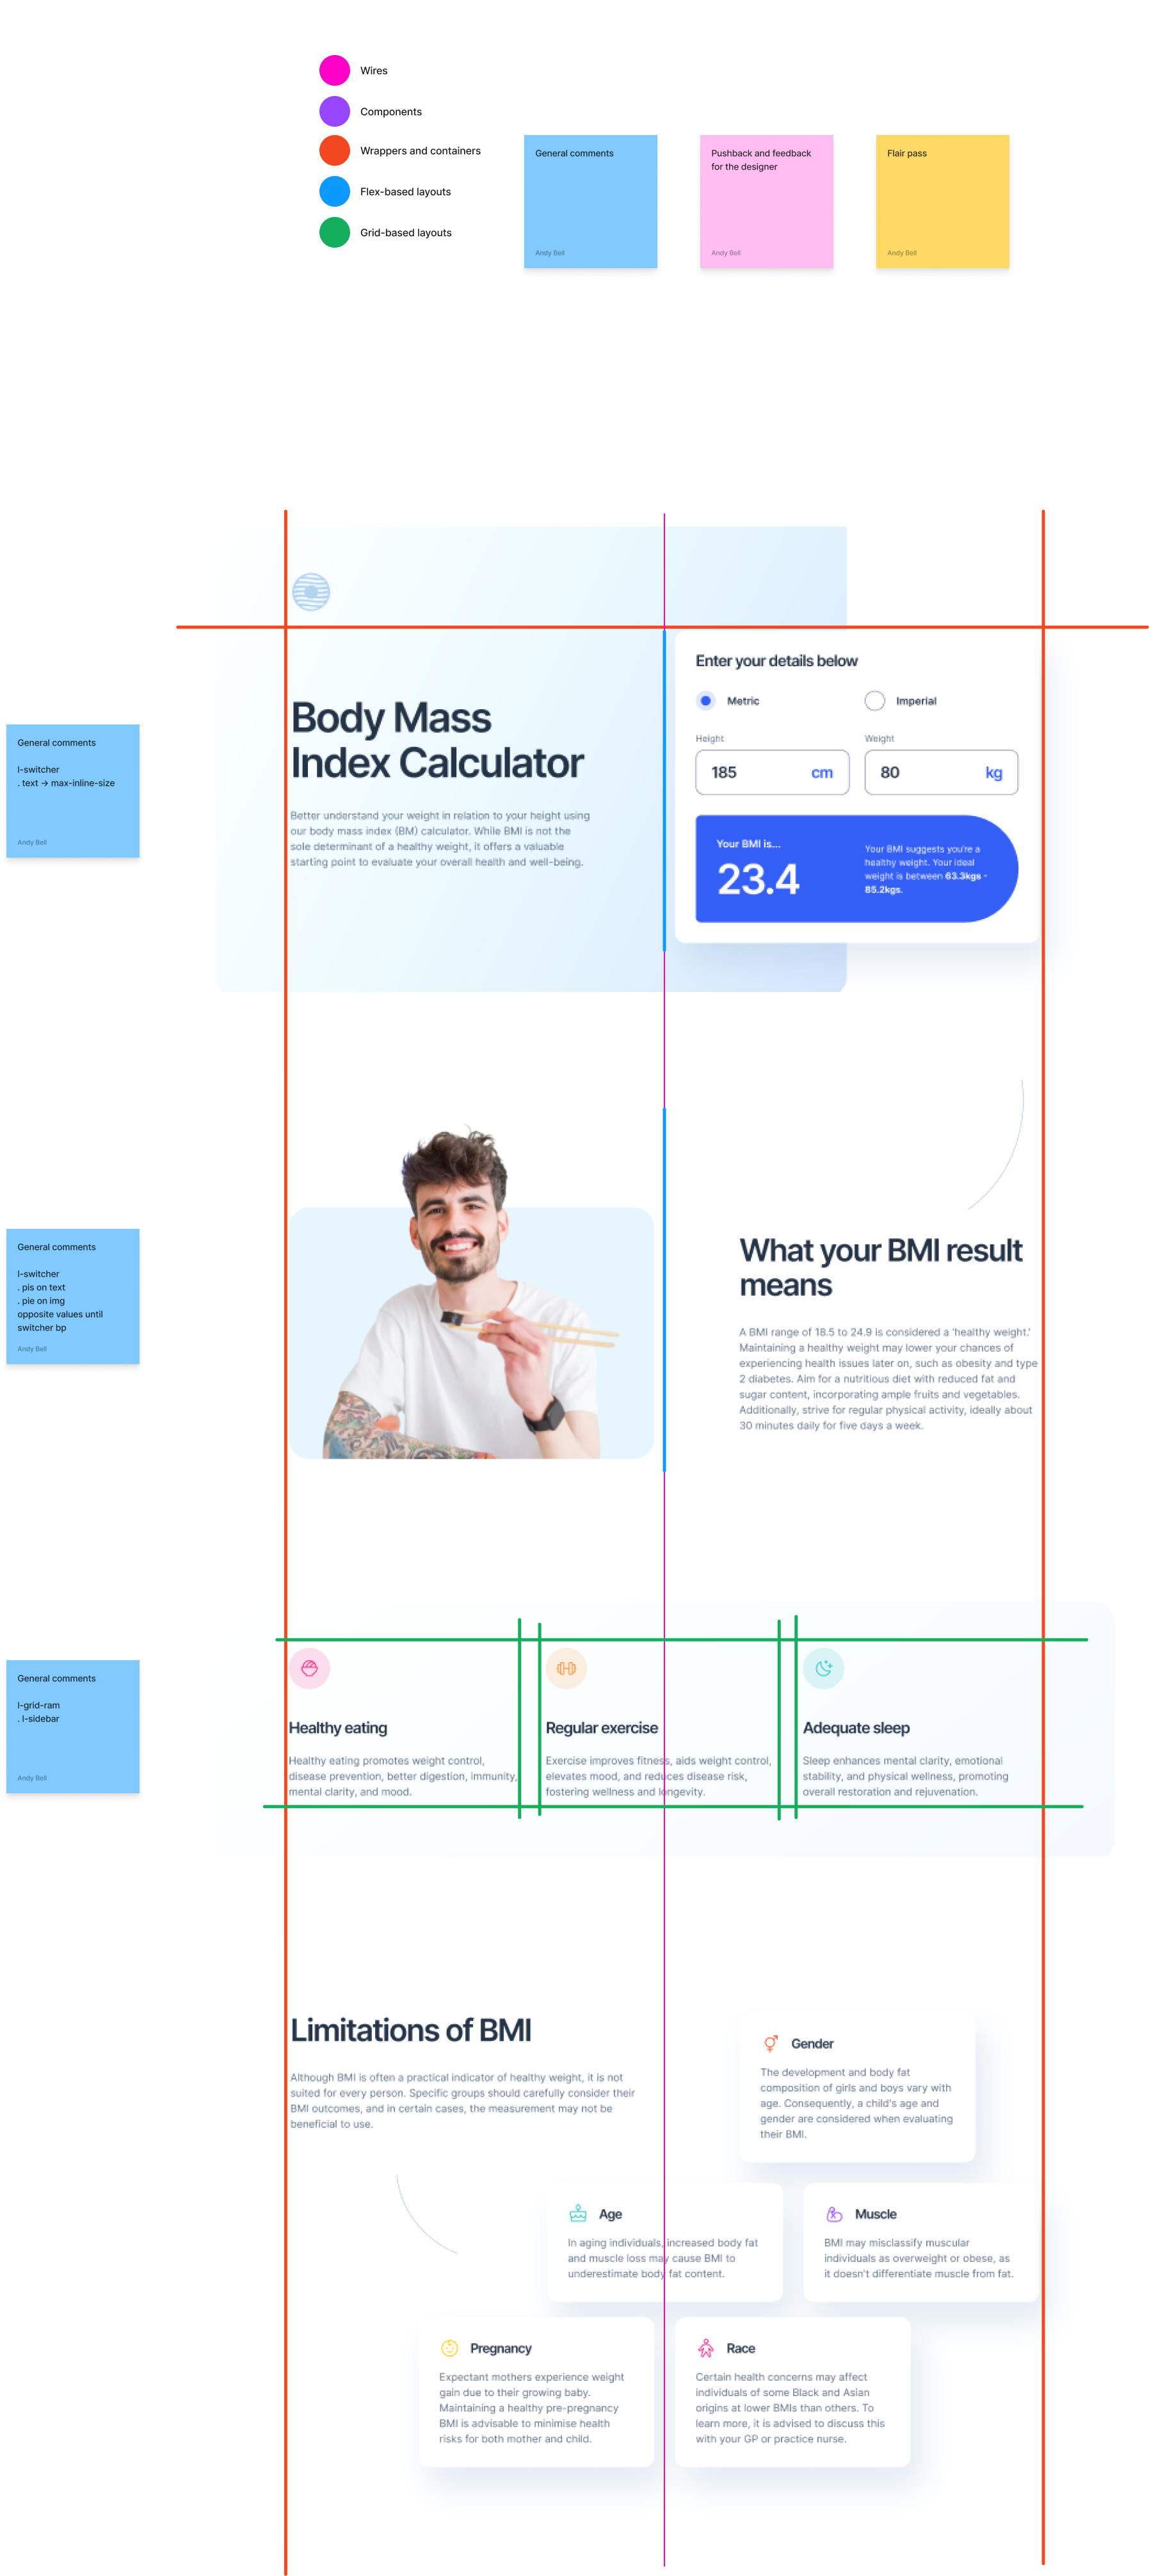 Wires
Components
Wrappers and containers
Flex-based layouts
Grid-based layouts
General comments
Andy Bell
Pushback and feedback
for the designer
Andy Bell
Flair pass
Andy Bell
General comments
l-switcher
. text → max-inline-size
Andy Bell
Body Mass
Index Calculator
Better understand your weight in relation to your height using
our body mass index (BM) calculator. While BMI is not the
sole determinant of a healthy weight, it offers a valuable
starting point to evaluate your overall health and well-being.
Enter your details below
Metric
Imperial
Height
Weight
185 cm
80 kg
Your BMI is...
23.4
Your BMI suggests you're a
healthy weight. Your ideal
weight is between 63.3kgs -
85.2kgs.
General comments
l-switcher
. pis on text
. pie on img
opposite values until
switcher bp
Andy Bell
What your BMI result
means
A BMI range of 18.5 to 24.9 is considered a 'healthy weight.'
Maintaining a healthy weight may lower your chances of
experiencing health issues later on, such as obesity and type
2 diabetes. Aim for a nutritious diet with reduced fat and
sugar content, incorporating ample fruits and vegetables.
Additionally, strive for regular physical activity, ideally about
30 minutes daily for five days a week.
General comments
l-grid-ram
. l-sidebar
Andy Bell
Healthy eating
Healthy eating promotes weight control,
disease prevention, better digestion, immunity,
mental clarity, and mood.
Regular exercise
Exercise improves fitness, aids weight control,
elevates mood, and reduces disease risk,
fostering wellness and longevity.
Adequate sleep
Sleep enhances mental clarity, emotional
stability, and physical wellness, promoting
overall restoration and rejuvenation.
Limitations of BMI
Although BMI is often a practical indicator of healthy weight, it is not
suited for every person. Specific groups should carefully consider their
BMI outcomes, and in certain cases, the measurement may not be
beneficial to use.
Gender
The development and body fat
composition of girls and boys vary with
age. Consequently, a child's age and
gender are considered when evaluating
their BMI.
Age
In aging individuals, increased body fat
and muscle loss may cause BMI to
underestimate body fat content.
Muscle
BMI may misclassify muscular
individuals as overweight or obese, as
it doesn't differentiate muscle from fat.
Pregnancy
Expectant mothers experience weight
gain due to their growing baby.
Maintaining a healthy pre-pregnancy
BMI is advisable to minimise health
risks for both mother and child.
Race
Certain health concerns may affect
individuals of some Black and Asian
origins at lower BMIs than others. To
learn more, it is advised to discuss this
with your GP or practice nurse.